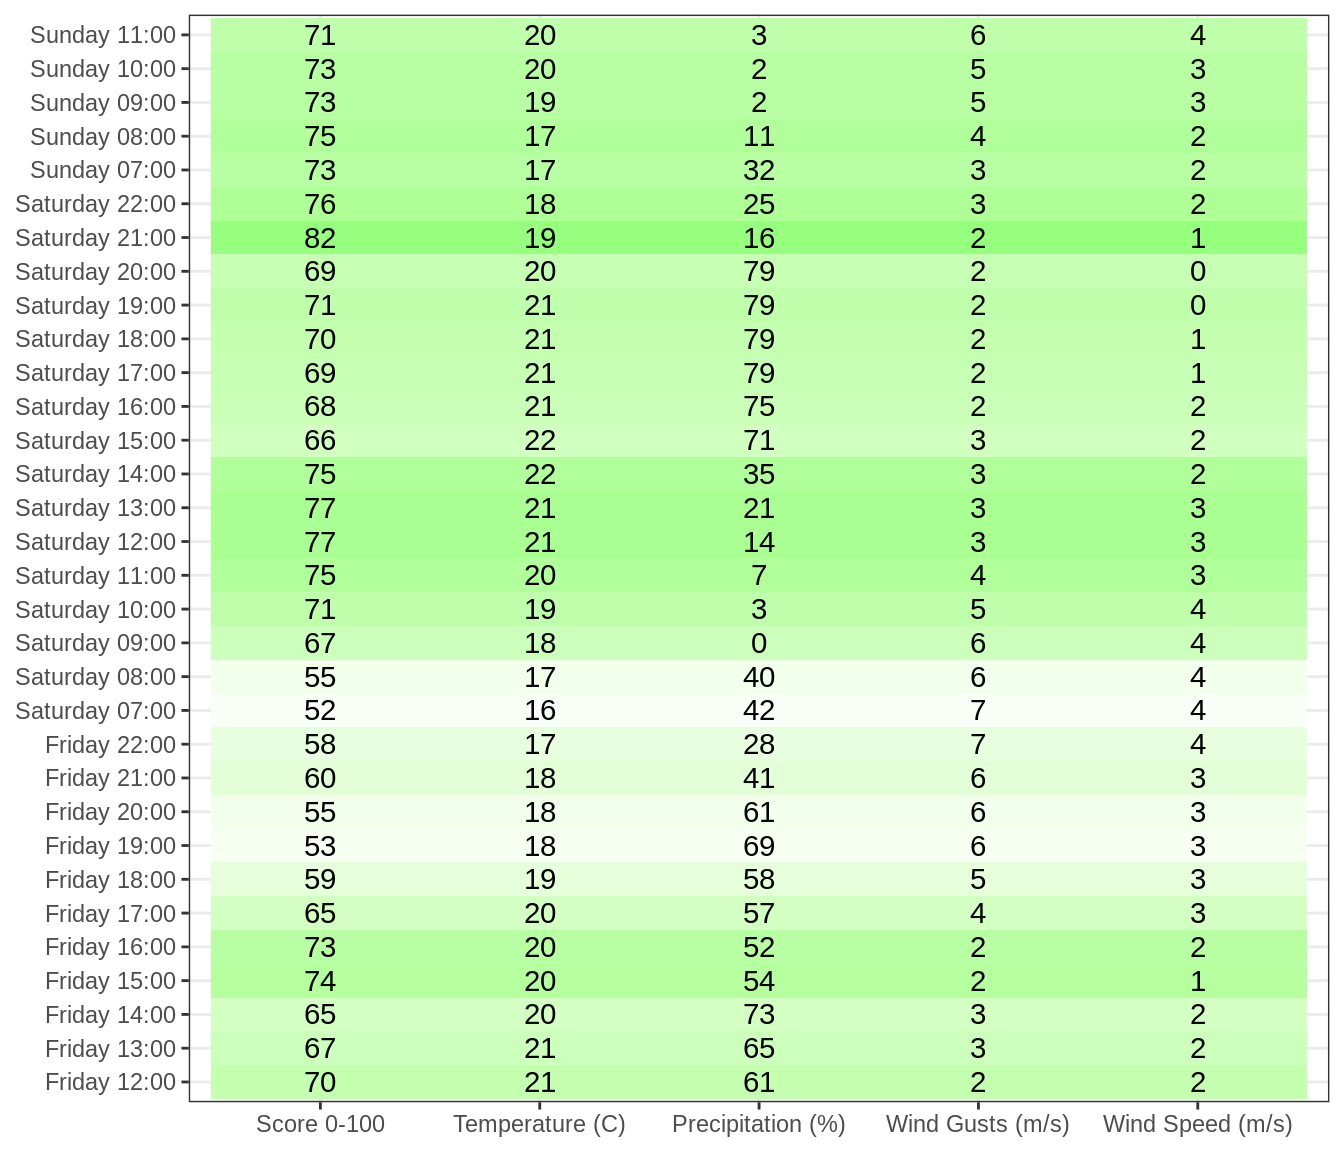 Sunday 11:00 71 20 3 6 4
Sunday 10:00 73 20 2 5 3
Sunday 09:00 73 19 2 5 3
Sunday 08:00 75 17 11 4 2
Sunday 07:00 73 17 32 3 2
Saturday 22:00 76 18 25 3 2
Saturday 21:00 82 19 16 2 1
Saturday 20:00 69 20 79 2 0
Saturday 19:00 71 21 79 2 0
Saturday 18:00 70 21 79 2 1
Saturday 17:00 69 21 79 2 1
Saturday 16:00 68 21 75 2 2
Saturday 15:00 66 22 71 3 2
Saturday 14:00 75 22 35 3 2
Saturday 13:00 77 21 21 3 3
Saturday 12:00 77 21 14 3 3
Saturday 11:00 75 20 7 4 3
Saturday 10:00 71 19 3 5 4
Saturday 09:00 67 18 0 6 4
Saturday 08:00 55 17 40 6 4
Saturday 07:00 52 16 42 7 4
Friday 22:00 58 17 28 7 4
Friday 21:00 60 18 41 6 3
Friday 20:00 55 18 61 6 3
Friday 19:00 53 18 69 6 3
Friday 18:00 59 19 58 5 3
Friday 17:00 65 20 57 4 3
Friday 16:00 73 20 52 2 2
Friday 15:00 74 20 54 2 1
Friday 14:00 65 20 73 3 2
Friday 13:00 67 21 65 3 2
Friday 12:00 70 21 61 2 2
Score 0-100 Temperature (C) Precipitation (%) Wind Gusts (m/s) Wind Speed (m/s)